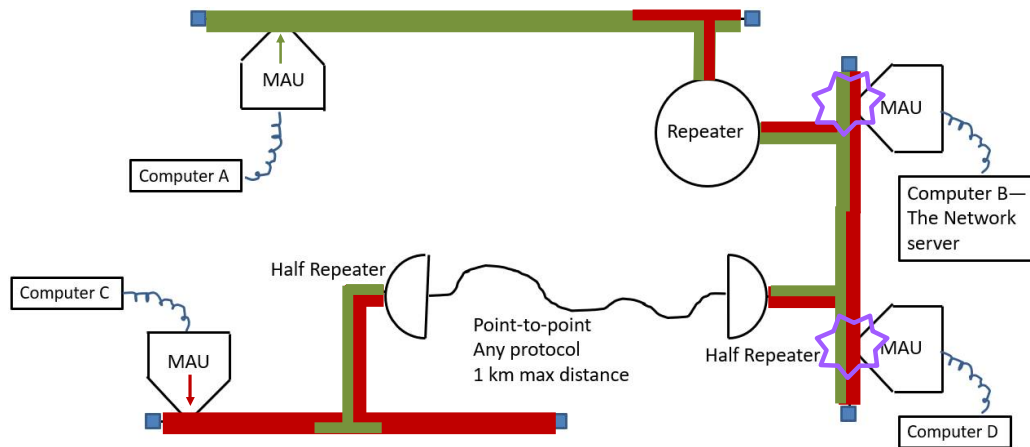 MAU
Computer A
Repeater
MAU
Computer B—
The Network
server
Half Repeater
Computer C
Point-to-point
Any protocol
1 km max distance
Half Repeater
MAU
MAU
Computer D